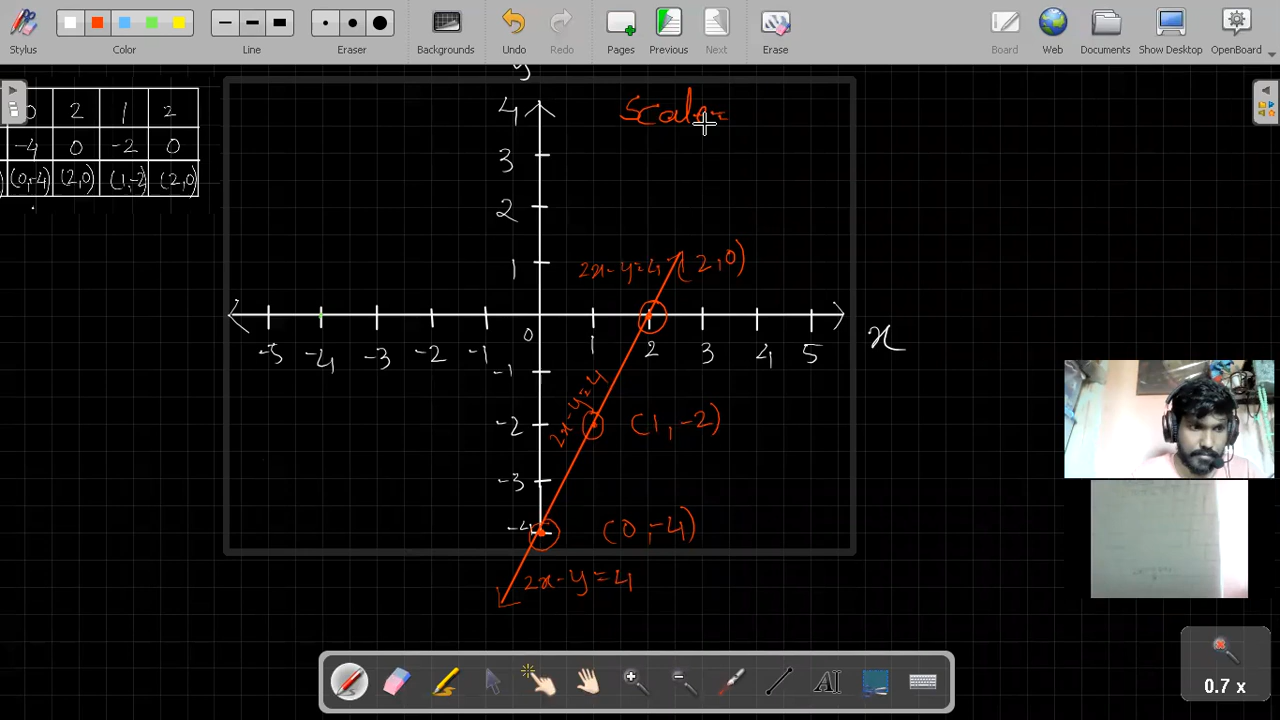 Stylus Color Line Eraser Backgrounds Undo Redo Pages Previous Next Erase Board Web Documents Show Desktop OpenBoard
0 2 1 2
-4 0 -2 0
(0,-4) (2,0) (1,-2) (2,0)
y
4
3
2
1
0
-1
-2
-3
-4
-5 -4 -3 -2 -1 1 2 3 4 5
x
2x-y=4 (2,0)
2x-y=4
(1,-2)
(0,-4)
2x-y=4
AI
0.7 x